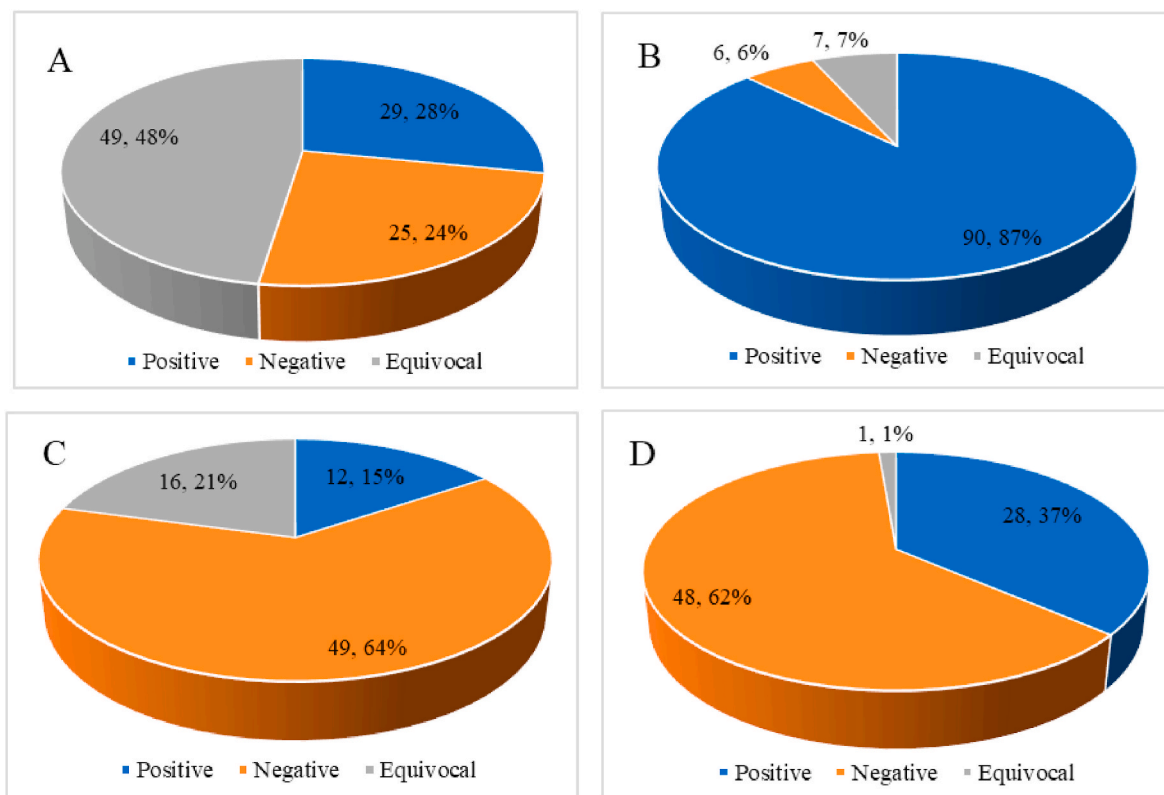 A
29, 28%
49, 48%
25, 24%
Positive Negative Equivocal
B
6, 6%
7, 7%
90, 87%
Positive Negative Equivocal
C
16, 21%
12, 15%
49, 64%
Positive Negative Equivocal
D
1, 1%
28, 37%
48, 62%
Positive Negative Equivocal